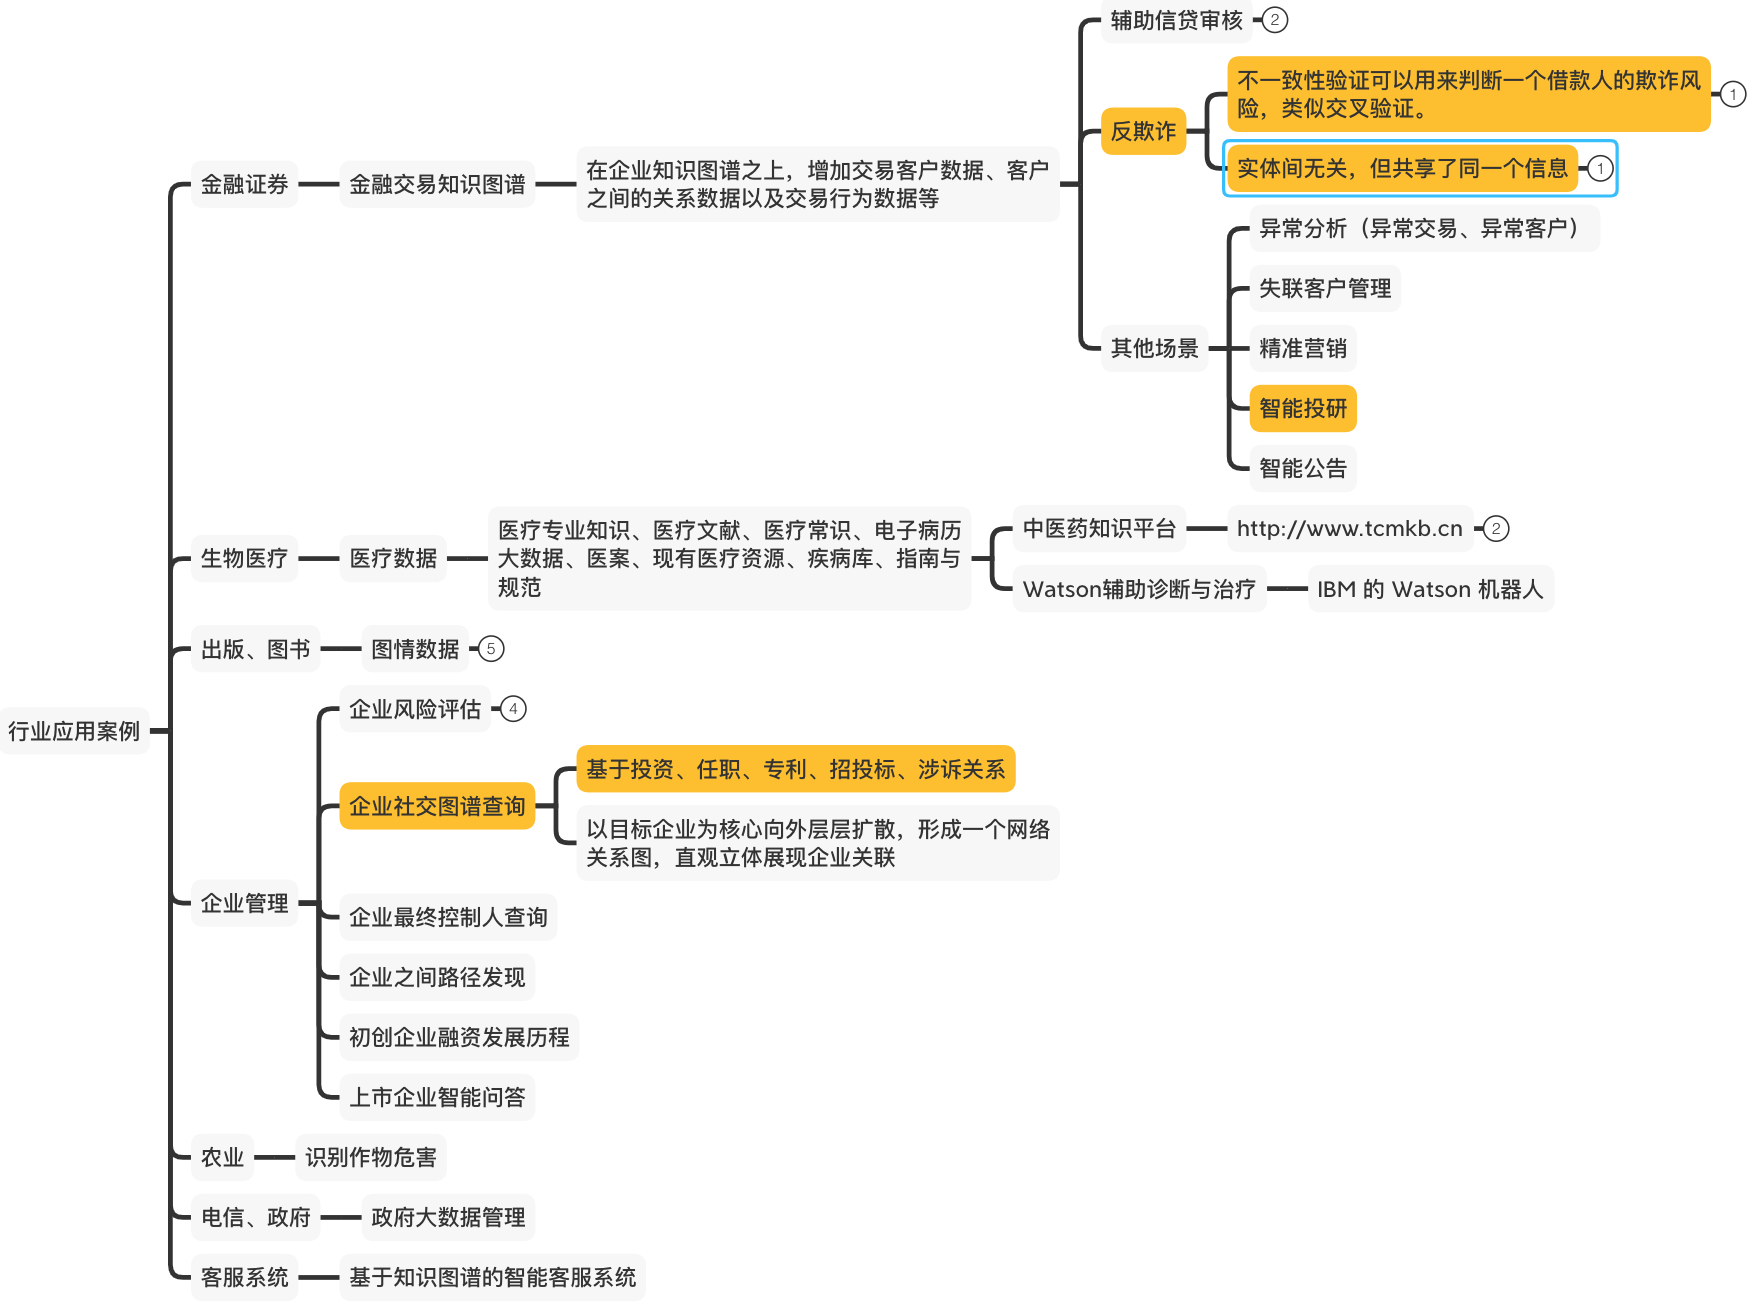 行业应用案例
金融证券
金融交易知识图谱
在企业知识图谱之上，增加交易客户数据、客户
之间的关系数据以及交易行为数据等
辅助信贷审核
2
反欺诈
不一致性验证可以用来判断一个借款人的欺诈风
险，类似交叉验证。
1
实体间无关，但共享了同一个信息
1
其他场景
异常分析（异常交易、异常客户）
失联客户管理
精准营销
智能投研
智能公告
生物医疗
医疗数据
医疗专业知识、医疗文献、医疗常识、电子病历
大数据、医案、现有医疗资源、疾病库、指南与
规范
中医药知识平台
http://www.tcmkb.cn
2
Watson辅助诊断与治疗
IBM 的 Watson 机器人
出版、图书
图情数据
5
企业管理
企业风险评估
4
企业社交图谱查询
基于投资、任职、专利、招投标、涉诉关系
以目标企业为核心向外层层扩散，形成一个网络
关系图，直观立体展现企业关联
企业最终控制人查询
企业之间路径发现
初创企业融资发展历程
上市企业智能问答
农业
识别作物危害
电信、政府
政府大数据管理
客服系统
基于知识图谱的智能客服系统